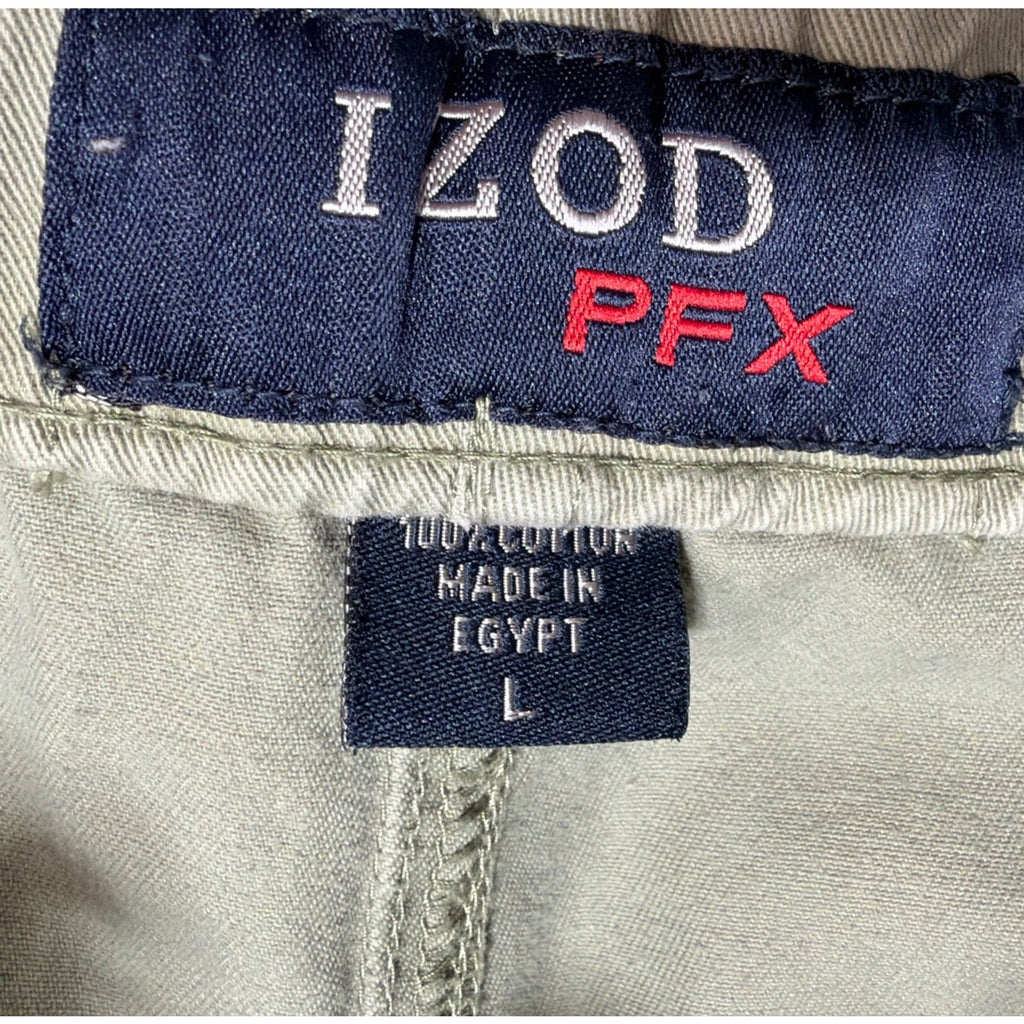 IZOD
PFX
100% COTTON
MADE IN
EGYPT
L